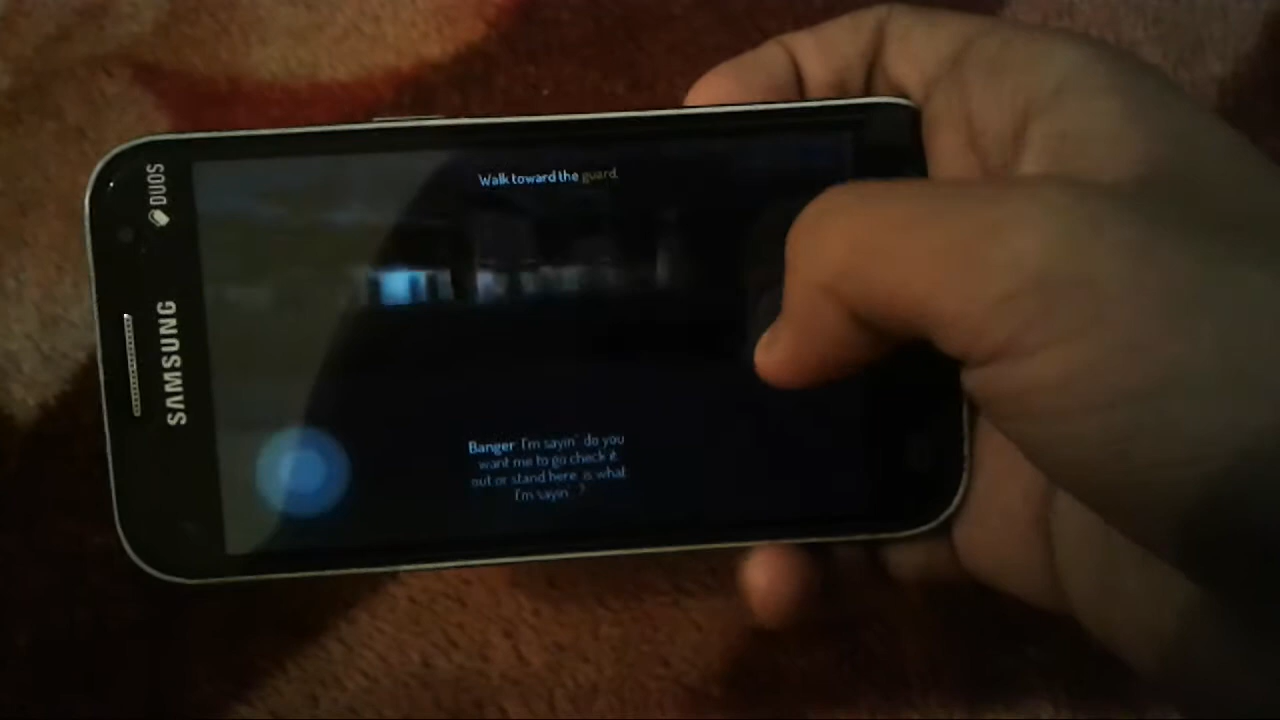 DUOS
SAMSUNG
Walk toward the guard.
Banger I'm sayin' do you
want me to go check it
out or stand here is what
I'm sayin' ?